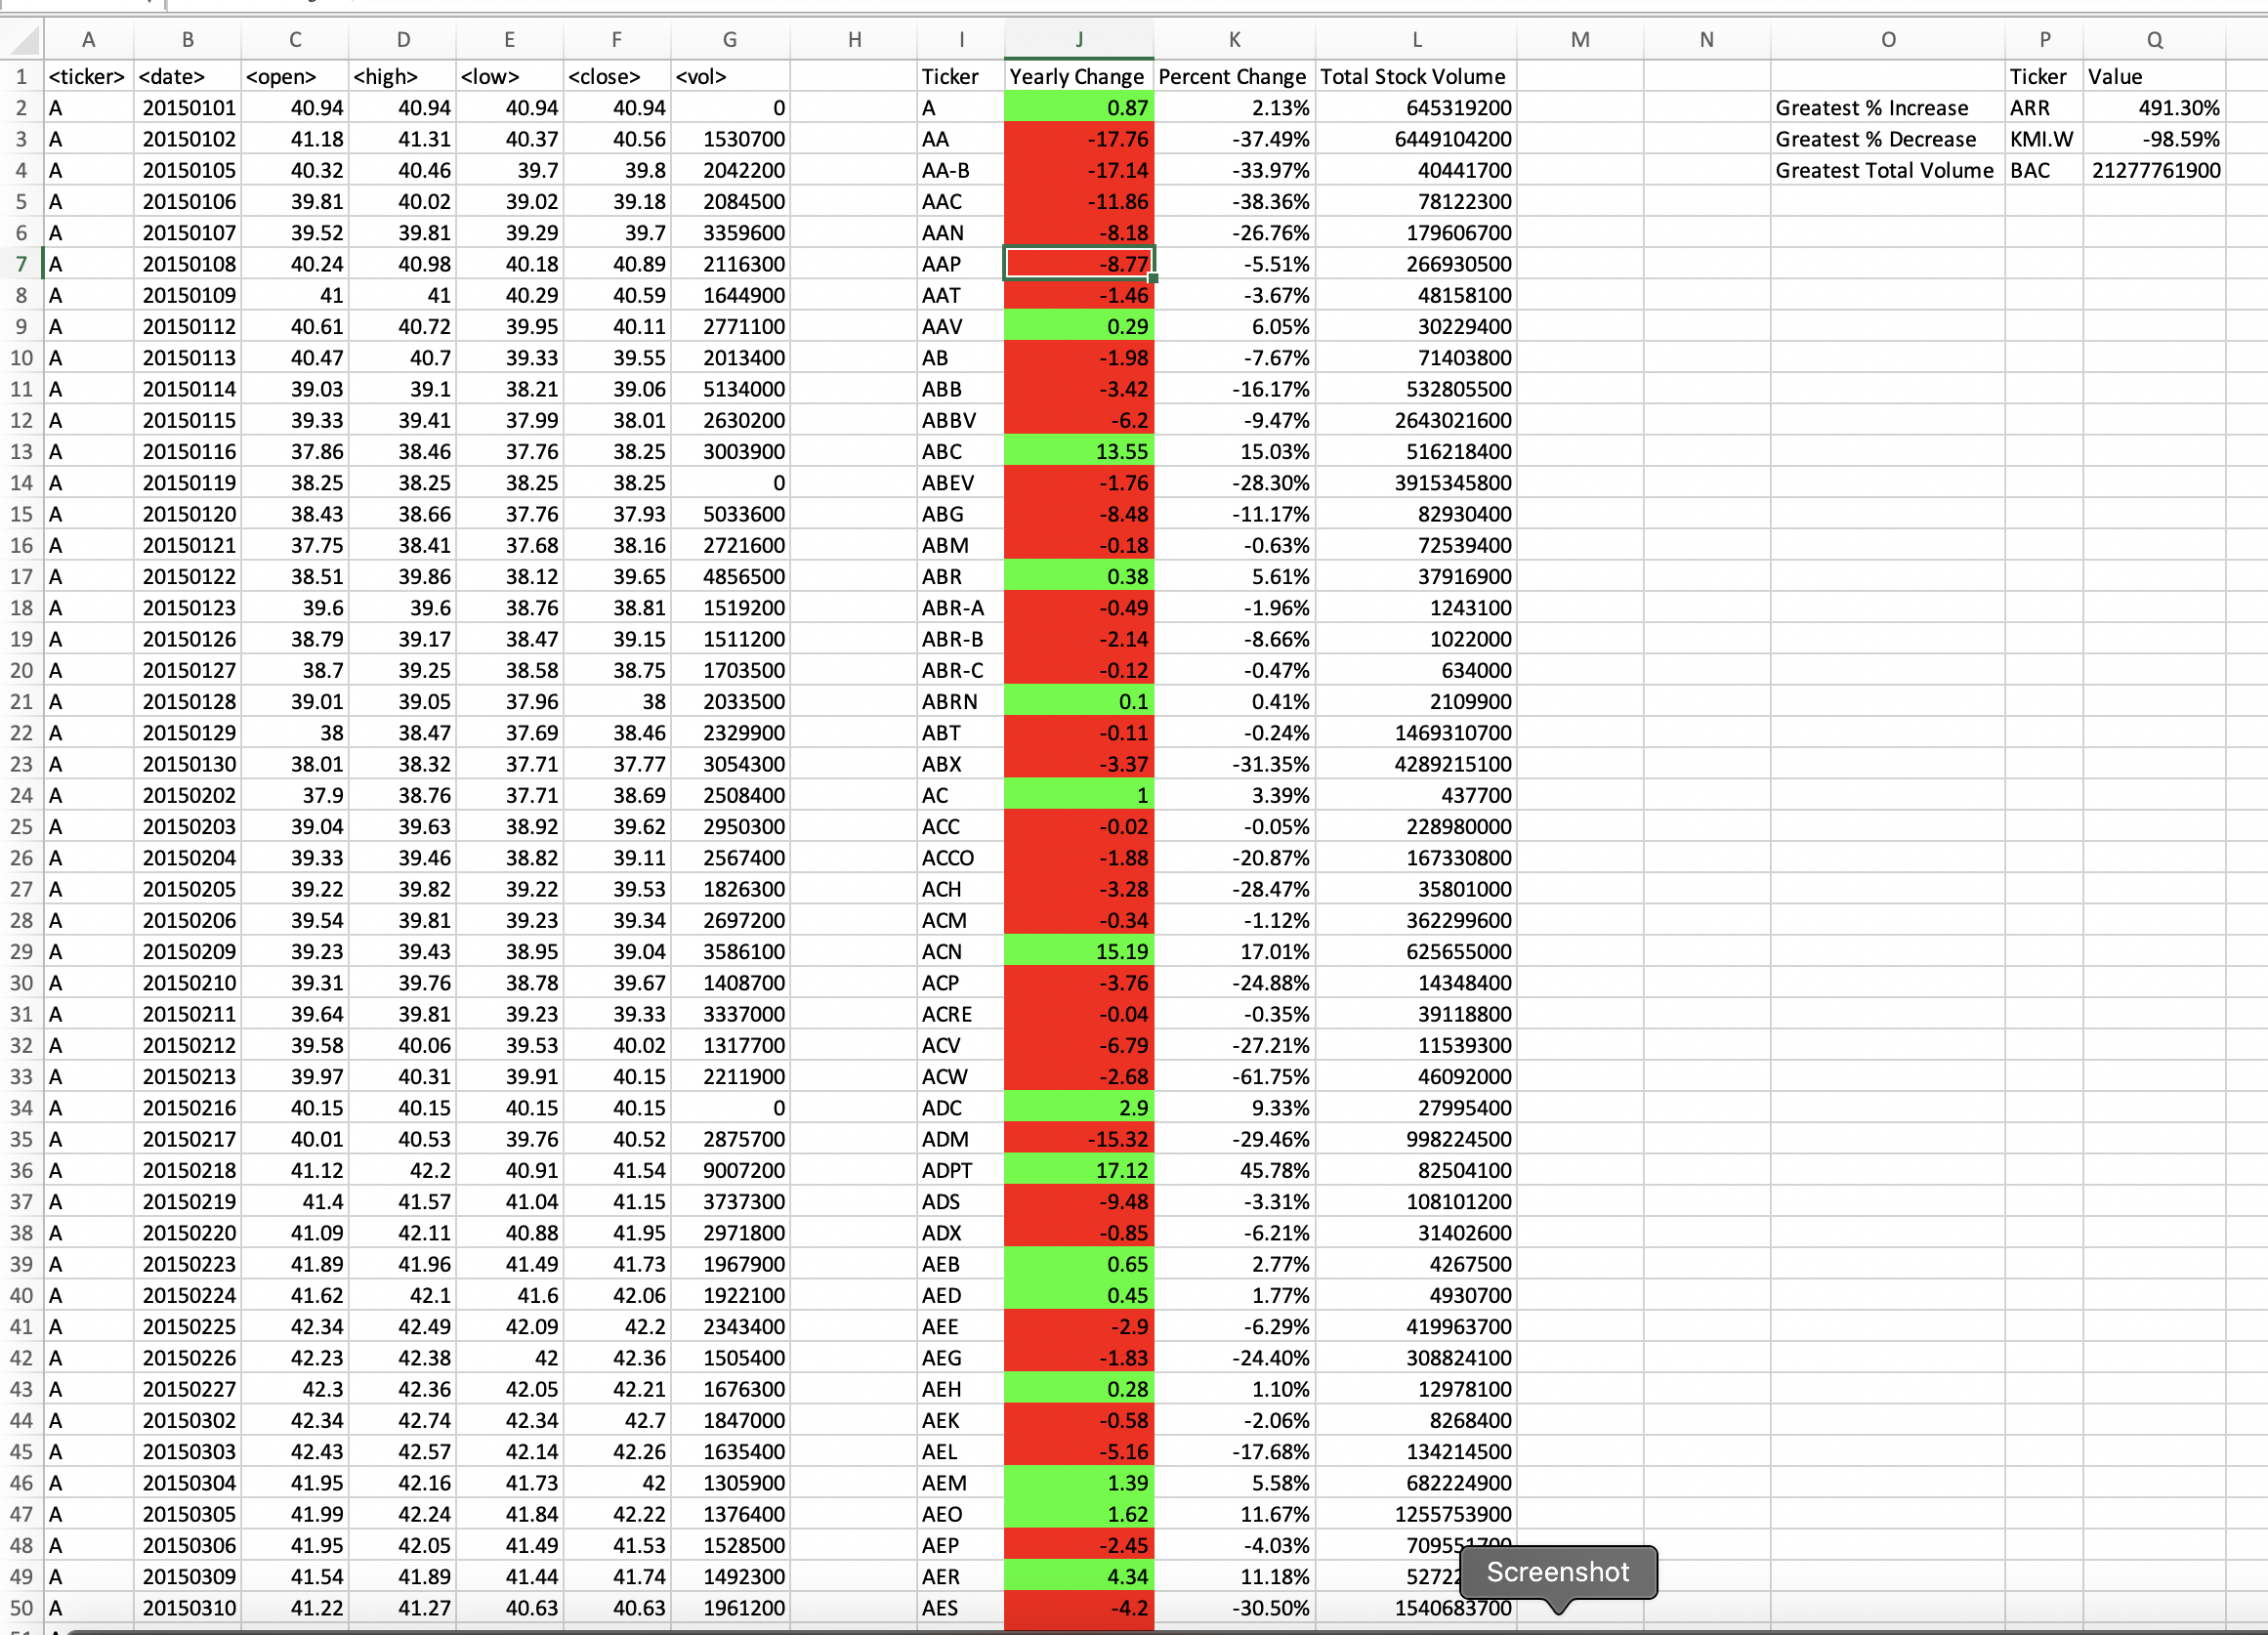 A B C D E F G H I J K L M N O P Q
1 <ticker> <date> <open> <high> <low> <close> <vol> Ticker Yearly Change Percent Change Total Stock Volume Ticker Value
2 A 20150101 40.94 40.94 40.94 40.94 0 A 0.87 2.13% 645319200 Greatest % Increase ARR 491.30%
3 A 20150102 41.18 41.31 40.37 40.56 1530700 AA -17.76 -37.49% 6449104200 Greatest % Decrease KMI.W -98.59%
4 A 20150105 40.32 40.46 39.7 39.8 2042200 AA-B -17.14 -33.97% 40441700 Greatest Total Volume BAC 21277761900
5 A 20150106 39.81 40.02 39.02 39.18 2084500 AAC -11.86 -38.36% 78122300
6 A 20150107 39.52 39.81 39.29 39.7 3359600 AAN -8.18 -26.76% 179606700
7 A 20150108 40.24 40.98 40.18 40.89 2116300 AAP -8.77 -5.51% 266930500
8 A 20150109 41 41 40.29 40.59 1644900 AAT -1.46 -3.67% 48158100
9 A 20150112 40.61 40.72 39.95 40.11 2771100 AAV 0.29 6.05% 30229400
10 A 20150113 40.47 40.7 39.33 39.55 2013400 AB -1.98 -7.67% 71403800
11 A 20150114 39.03 39.1 38.21 39.06 5134000 ABB -3.42 -16.17% 532805500
12 A 20150115 39.33 39.41 37.99 38.01 2630200 ABBV -6.2 -9.47% 2643021600
13 A 20150116 37.86 38.46 37.76 38.25 3003900 ABC 13.55 15.03% 516218400
14 A 20150119 38.25 38.25 38.25 38.25 0 ABEV -1.76 -28.30% 3915345800
15 A 20150120 38.43 38.66 37.76 37.93 5033600 ABG -8.48 -11.17% 82930400
16 A 20150121 37.75 38.41 37.68 38.16 2721600 ABM -0.18 -0.63% 72539400
17 A 20150122 38.51 39.86 38.12 39.65 4856500 ABR 0.38 5.61% 37916900
18 A 20150123 39.6 39.6 38.76 38.81 1519200 ABR-A -0.49 -1.96% 1243100
19 A 20150126 38.79 39.17 38.47 39.15 1511200 ABR-B -2.14 -8.66% 1022000
20 A 20150127 38.7 39.25 38.58 38.75 1703500 ABR-C -0.12 -0.47% 634000
21 A 20150128 39.01 39.05 37.96 38 2033500 ABRN 0.1 0.41% 2109900
22 A 20150129 38 38.47 37.69 38.46 2329900 ABT -0.11 -0.24% 1469310700
23 A 20150130 38.01 38.32 37.71 37.77 3054300 ABX -3.37 -31.35% 4289215100
24 A 20150202 37.9 38.76 37.71 38.69 2508400 AC 1 3.39% 437700
25 A 20150203 39.04 39.63 38.92 39.62 2950300 ACC -0.02 -0.05% 228980000
26 A 20150204 39.33 39.46 38.82 39.11 2567400 ACCO -1.88 -20.87% 167330800
27 A 20150205 39.22 39.82 39.22 39.53 1826300 ACH -3.28 -28.47% 35801000
28 A 20150206 39.54 39.81 39.23 39.34 2697200 ACM -0.34 -1.12% 362299600
29 A 20150209 39.23 39.43 38.95 39.04 3586100 ACN 15.19 17.01% 625655000
30 A 20150210 39.31 39.76 38.78 39.67 1408700 ACP -3.76 -24.88% 14348400
31 A 20150211 39.64 39.81 39.23 39.33 3337000 ACRE -0.04 -0.35% 39118800
32 A 20150212 39.58 40.06 39.53 40.02 1317700 ACV -6.79 -27.21% 11539300
33 A 20150213 39.97 40.31 39.91 40.15 2211900 ACW -2.68 -61.75% 46092000
34 A 20150216 40.15 40.15 40.15 40.15 0 ADC 2.9 9.33% 27995400
35 A 20150217 40.01 40.53 39.76 40.52 2875700 ADM -15.32 -29.46% 998224500
36 A 20150218 41.12 42.2 40.91 41.54 9007200 ADPT 17.12 45.78% 82504100
37 A 20150219 41.4 41.57 41.04 41.15 3737300 ADS -9.48 -3.31% 108101200
38 A 20150220 41.09 42.11 40.88 41.95 2971800 ADX -0.85 -6.21% 31402600
39 A 20150223 41.89 41.96 41.49 41.73 1967900 AEB 0.65 2.77% 4267500
40 A 20150224 41.62 42.1 41.6 42.06 1922100 AED 0.45 1.77% 4930700
41 A 20150225 42.34 42.49 42.09 42.2 2343400 AEE -2.9 -6.29% 419963700
42 A 20150226 42.23 42.38 42 42.36 1505400 AEG -1.83 -24.40% 308824100
43 A 20150227 42.3 42.36 42.05 42.21 1676300 AEH 0.28 1.10% 12978100
44 A 20150302 42.34 42.74 42.34 42.7 1847000 AEK -0.58 -2.06% 8268400
45 A 20150303 42.43 42.57 42.14 42.26 1635400 AEL -5.16 -17.68% 134214500
46 A 20150304 41.95 42.16 41.73 42 1305900 AEM 1.39 5.58% 682224900
47 A 20150305 41.99 42.24 41.84 42.22 1376400 AEO 1.62 11.67% 1255753900
48 A 20150306 41.95 42.05 41.49 41.53 1528500 AEP -2.45 -4.03% 709551700
49 A 20150309 41.54 41.89 41.44 41.74 1492300 AER 4.34 11.18%
Screenshot
50 A 20150310 41.22 41.27 40.63 40.63 1961200 AES -4.2 -30.50% 1540683700